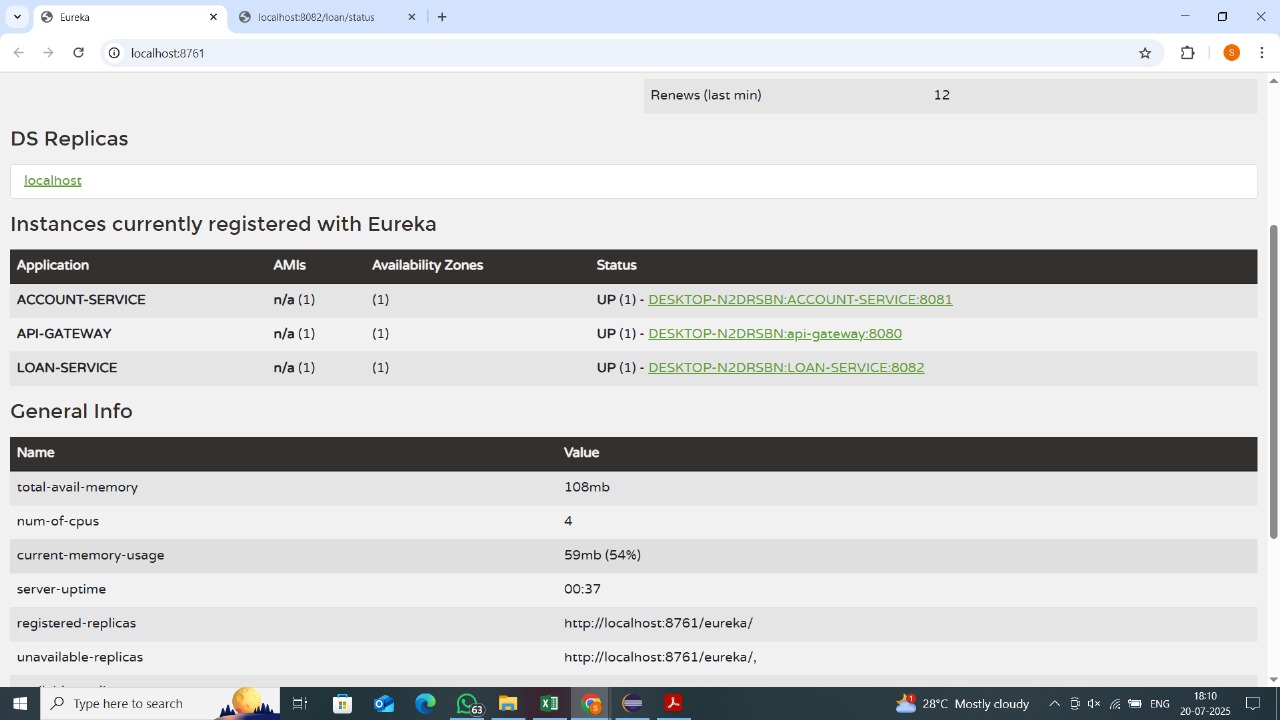 Eureka
localhost:8082/loan/status
localhost:8761
S
Renews (last min) 12
DS Replicas
localhost
Instances currently registered with Eureka
Application AMIs Availability Zones Status
ACCOUNT-SERVICE n/a (1) (1) UP (1) - DESKTOP-N2DRSBN:ACCOUNT-SERVICE:8081
API-GATEWAY n/a (1) (1) UP (1) - DESKTOP-N2DRSBN:api-gateway:8080
LOAN-SERVICE n/a (1) (1) UP (1) - DESKTOP-N2DRSBN:LOAN-SERVICE:8082
General Info
Name Value
total-avail-memory 108mb
num-of-cpus 4
current-memory-usage 59mb (54%)
server-uptime 00:37
registered-replicas http://localhost:8761/eureka/
unavailable-replicas http://localhost:8761/eureka/,
Type here to search
63
S
1
28°C Mostly cloudy
ENG
18:10
20-07-2025